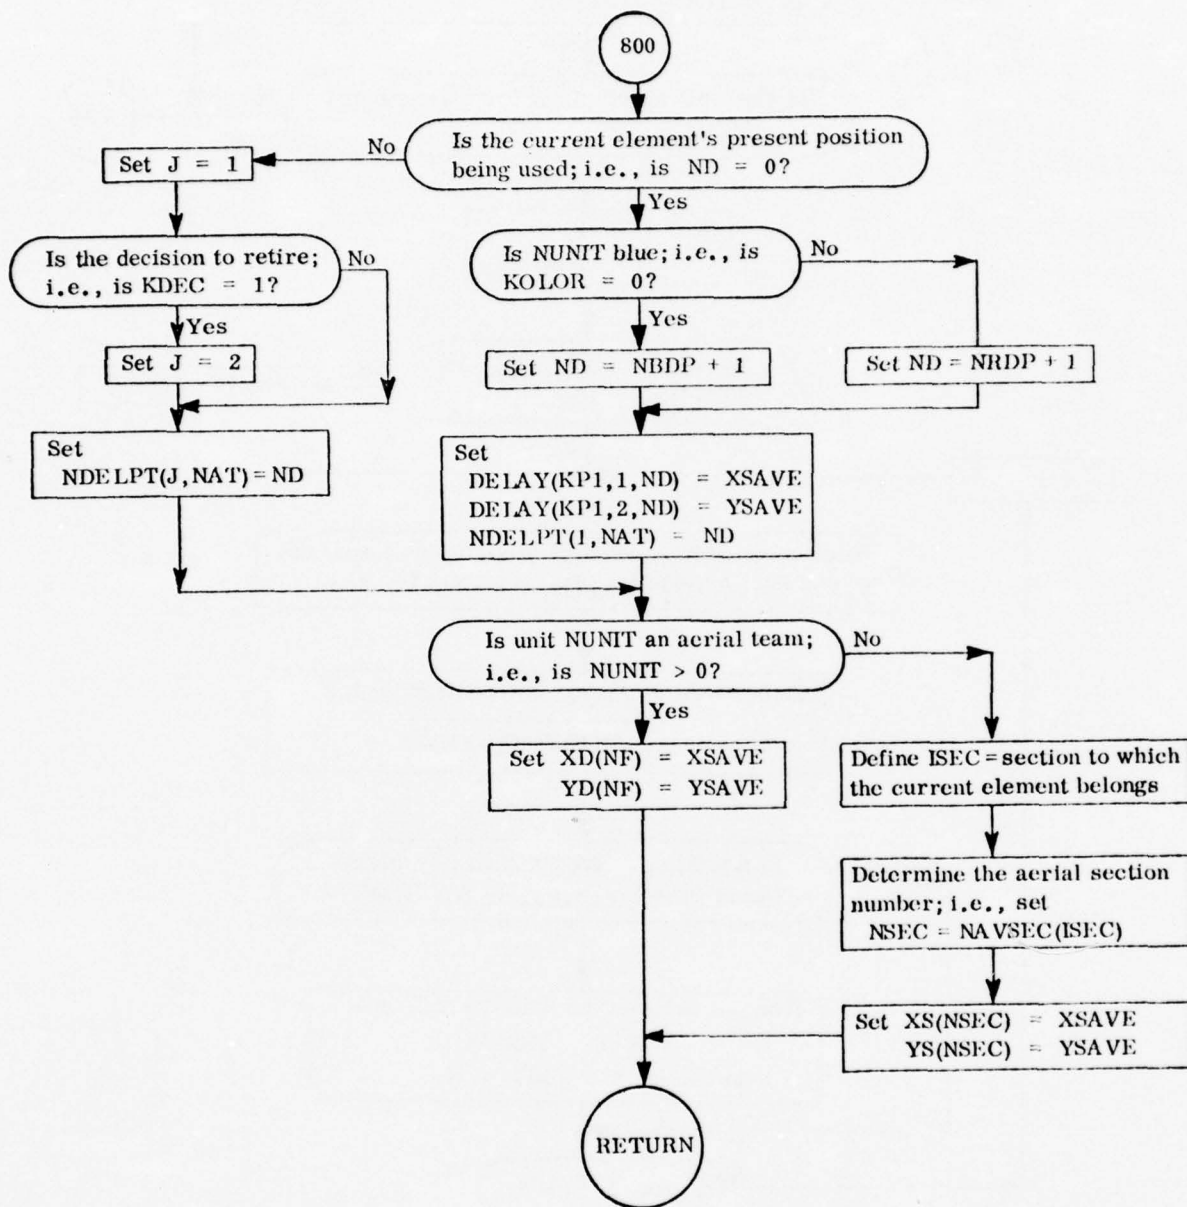 800
Is the current element's present position
being used; i.e., is ND = 0?
No
Set J = 1
Yes
Is the decision to retire;
i.e., is KDEC = 1?
No
Is NUNIT blue; i.e., is
KOLOR = 0?
No
Yes
Yes
Set J = 2
Set ND = NBDP + 1
Set ND = NRDP + 1
Set
NDELPT(J,NAT) = ND
Set
DELAY(KP1,1,ND) = XSAVE
DELAY(KP1,2,ND) = YSAVE
NDELPT(1,NAT) = ND
Is unit NUNIT an aerial team;
i.e., is NUNIT > 0?
No
Yes
Set XD(NF) = XSAVE
YD(NF) = YSAVE
Define ISEC = section to which
the current element belongs
Determine the aerial section
number; i.e., set
NSEC = NAVSEC(ISEC)
Set XS(NSEC) = XSAVE
YS(NSEC) = YSAVE
RETURN